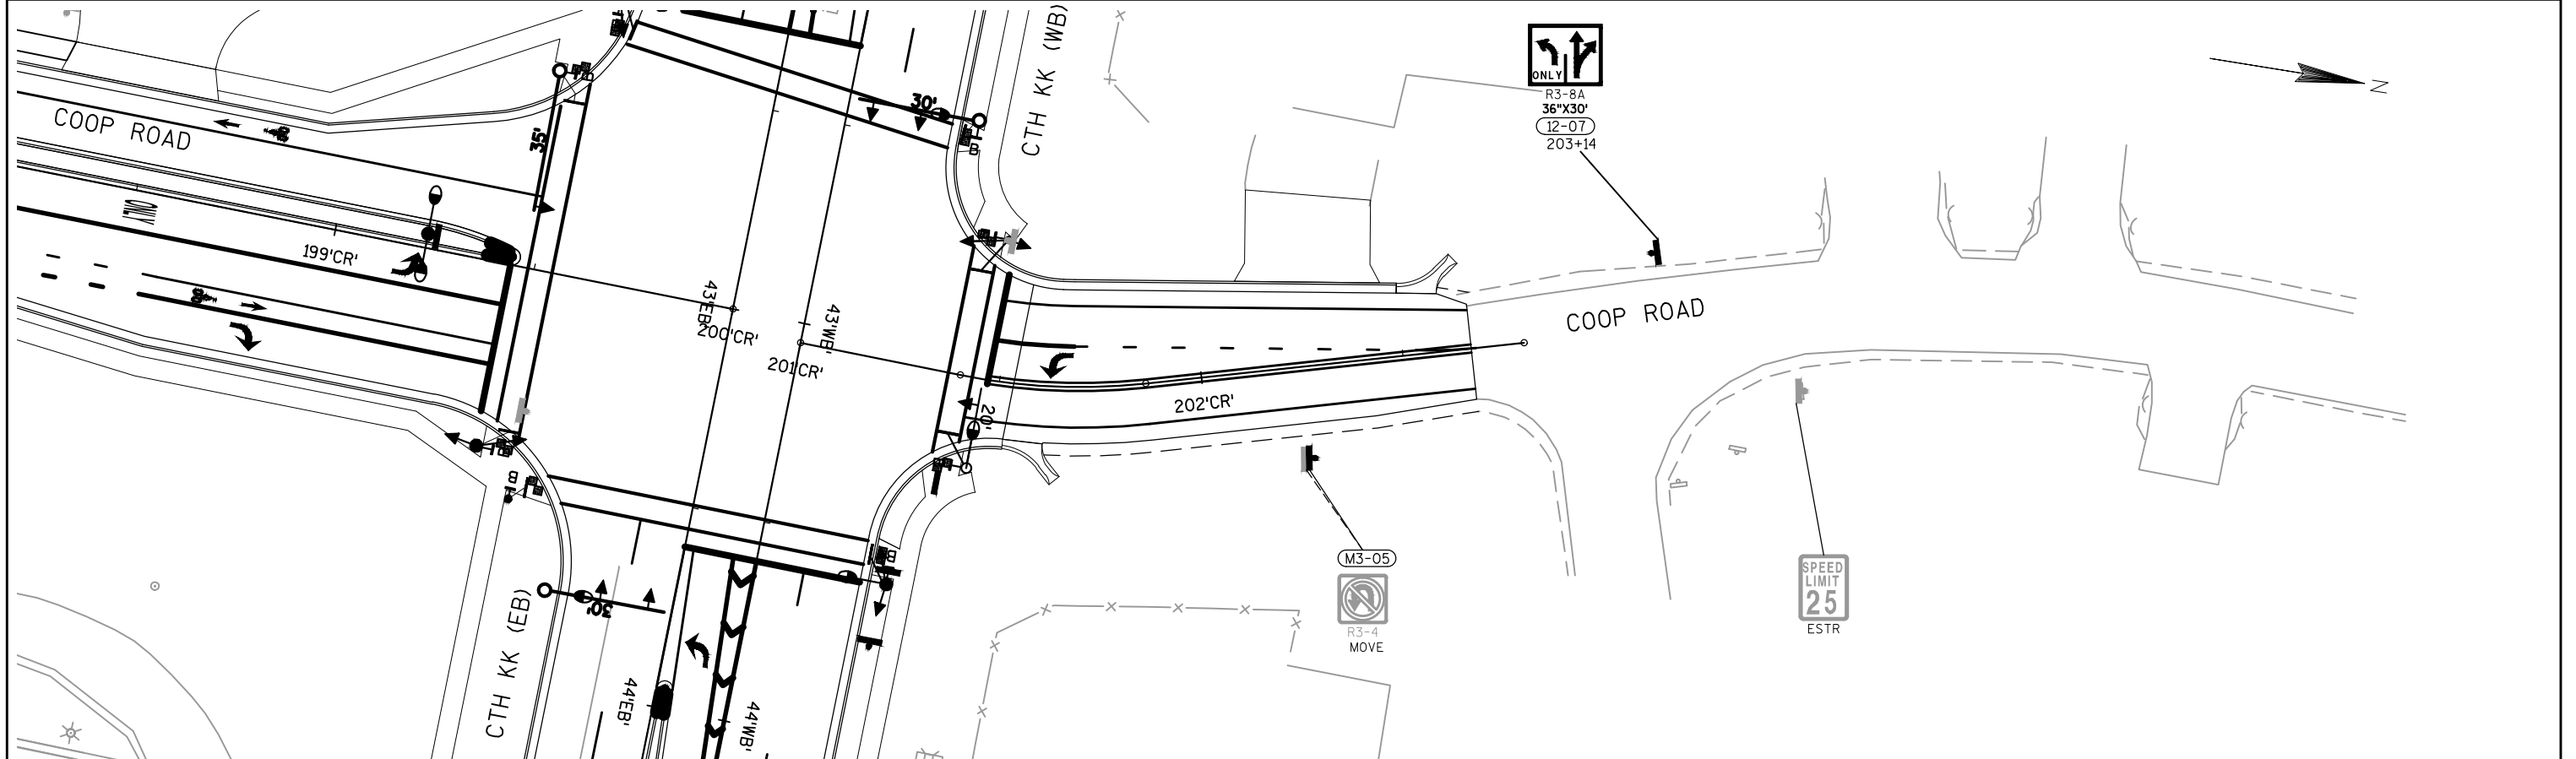 CTH KK (WB)
ONLY
R3-8A
36"X30'
12-07
203+14
N
COOP ROAD
35'
30'
ONLY
199'CR'
43'EB'
200'CR'
43'WB'
201'CR'
COOP ROAD
202'CR'
20'
B
B
B
B
M3-05
R3-4
MOVE
SPEED
LIMIT
25
ESTR
30'
CTH KK (EB)
44'EB'
44'WB'